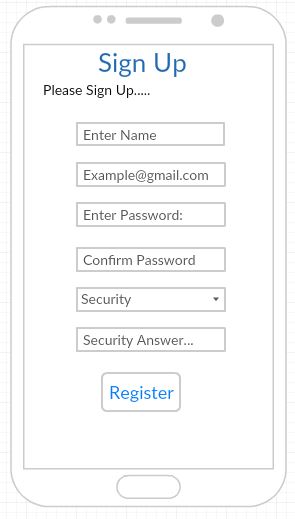 Sign Up
Please Sign Up.....
Enter Name
Example@gmail.com
Enter Password:
Confirm Password
Security
Security Answer...
Register